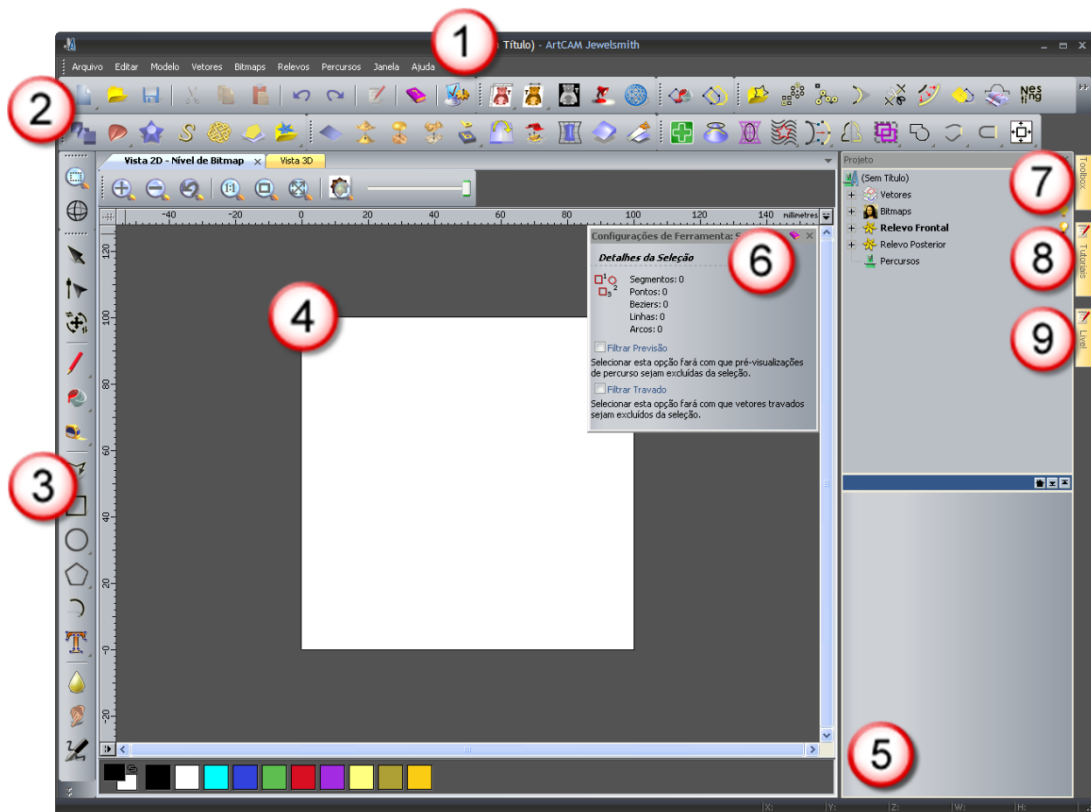 1
Título) - ArtCAM Jewelsmith
Arquivo Editar Modelo Vetores Bitmaps Relevos Percursos Janela Ajuda
2
Nes
ting
Vista 2D - Nível de Bitmap
Vista 3D
1:1
-40 -20 0 20 40 60 80 100 120 140 milímetres
120
100
80
60
40
20
0
-20
3
4
Configurações de Ferramenta: S
6
Detalhes da Seleção
Segmentos: 0
Pontos: 0
Beziers: 0
Linhas: 0
Arcos: 0
Filtrar Previsão
Selecionar esta opção fará com que pré-visualizações
de percurso sejam excluídas da seleção.
Filtrar Travado
Selecionar esta opção fará com que vetores travados
sejam excluídos da seleção.
Projeto
(Sem Título)
Vetores
Bitmaps
Relevo Frontal
Relevo Posterior
Percursos
7
Toolbox
8
Tutoriais
9
5
X: Y: Z: W: H: